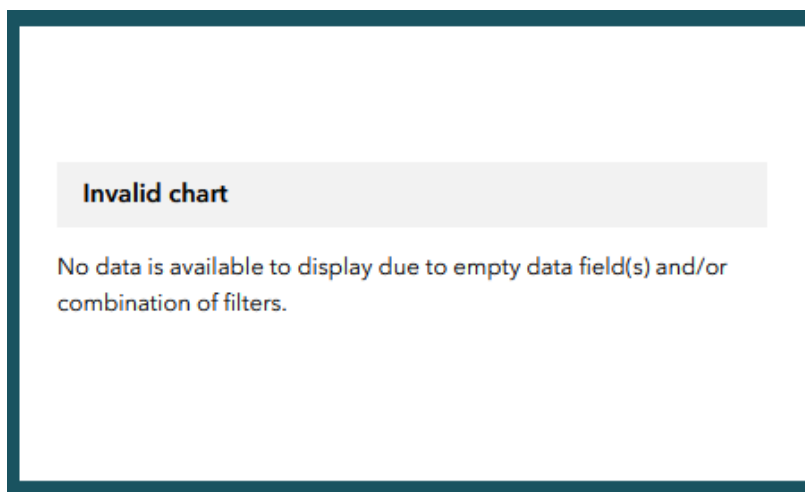 Invalid chart
No data is available to display due to empty data field(s) and/or
combination of filters.